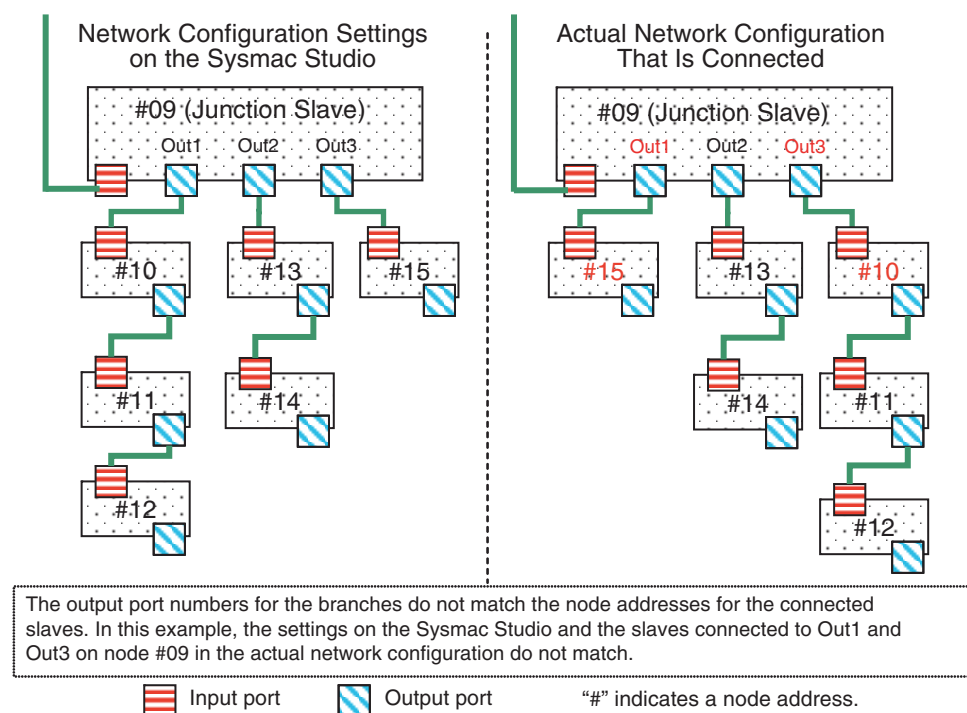 Network Configuration Settings
on the Sysmac Studio
#09 (Junction Slave)
Out1 Out2 Out3
#10 #13 #15
#11 #14
#12
Actual Network Configuration
That Is Connected
#09 (Junction Slave)
Out1 Out2 Out3
#15 #13 #10
#14 #11
#12
The output port numbers for the branches do not match the node addresses for the connected
slaves. In this example, the settings on the Sysmac Studio and the slaves connected to Out1 and
Out3 on node #09 in the actual network configuration do not match.
Input port Output port "#" indicates a node address.